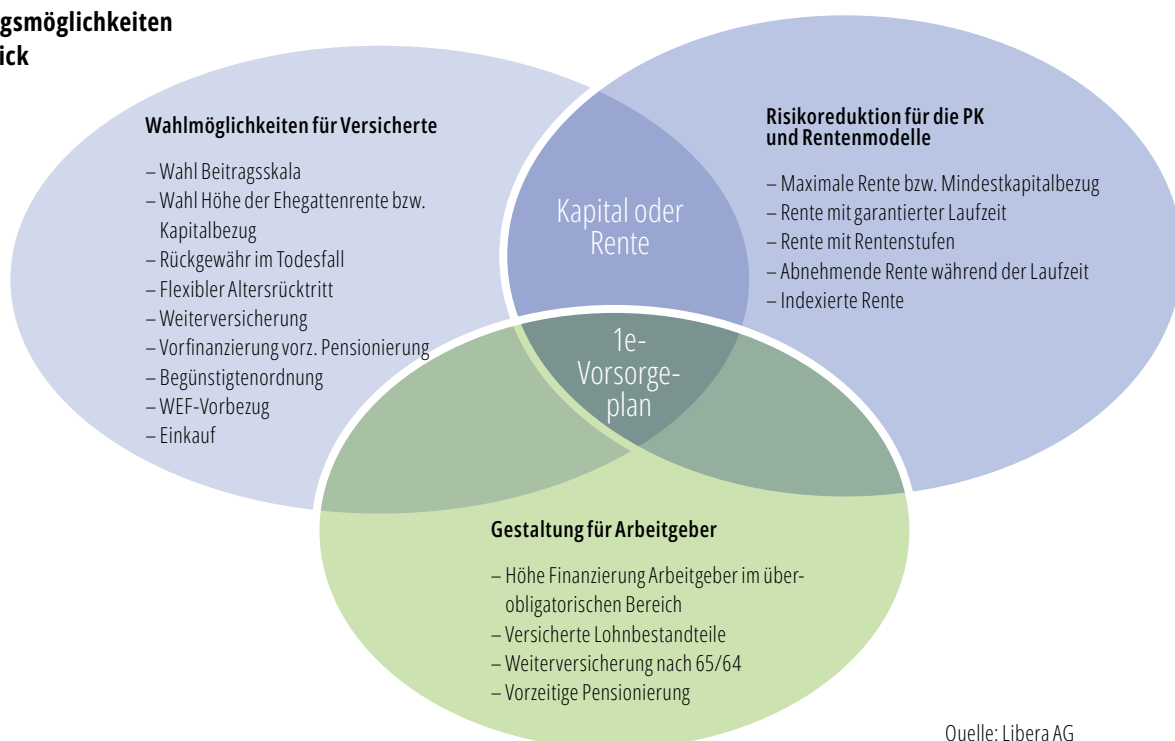 gsmöglichkeiten
ick
Wahlmöglichkeiten für Versicherte
– Wahl Beitragsskala
– Wahl Höhe der Ehegattenrente bzw.
Kapitalbezug
– Rückgewähr im Todesfall
– Flexibler Altersrücktritt
– Weiterversicherung
– Vorfinanzierung vorz. Pensionierung
– Begünstigtenordnung
– WEF-Vorbezug
– Einkauf
Kapital oder
Rente
Risikoreduktion für die PK
und Rentenmodelle
– Maximale Rente bzw. Mindestkapitalbezug
– Rente mit garantierter Laufzeit
– Rente mit Rentenstufen
– Abnehmende Rente während der Laufzeit
– Indexierte Rente
1e-
Vorsorge-
plan
Gestaltung für Arbeitgeber
– Höhe Finanzierung Arbeitgeber im über-
obligatorischen Bereich
– Versicherte Lohnbestandteile
– Weiterversicherung nach 65/64
– Vorzeitige Pensionierung
Quelle: Libera AG